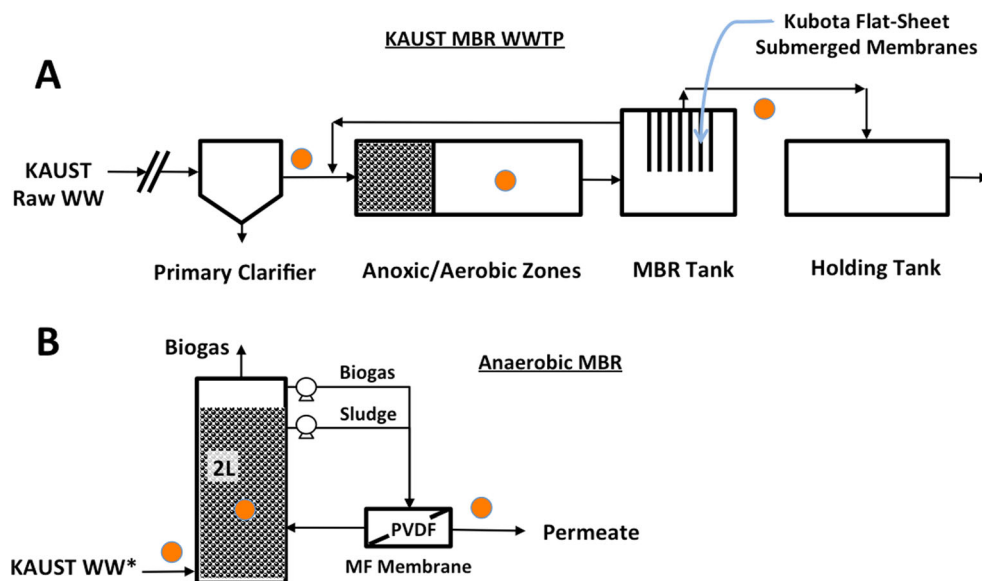 KAUST MBR WWTP
Kubota Flat-Sheet
Submerged Membranes
A
KAUST
Raw WW
Primary Clarifier
Anoxic/Aerobic Zones
MBR Tank
Holding Tank
B
Biogas
Anaerobic MBR
Biogas
Sludge
2L
PVDF
Permeate
KAUST WW*
MF Membrane